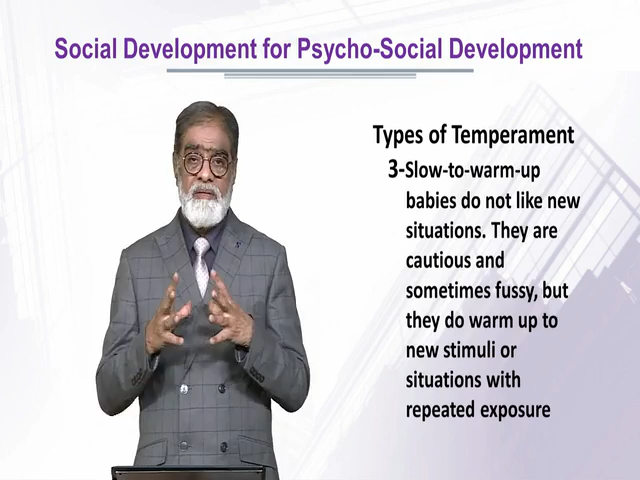 Social Development for Psycho-Social Development
Types of Temperament
3-Slow-to-warm-up
babies do not like new
situations. They are
cautious and
sometimes fussy, but
they do warm up to
new stimuli or
situations with
repeated exposure